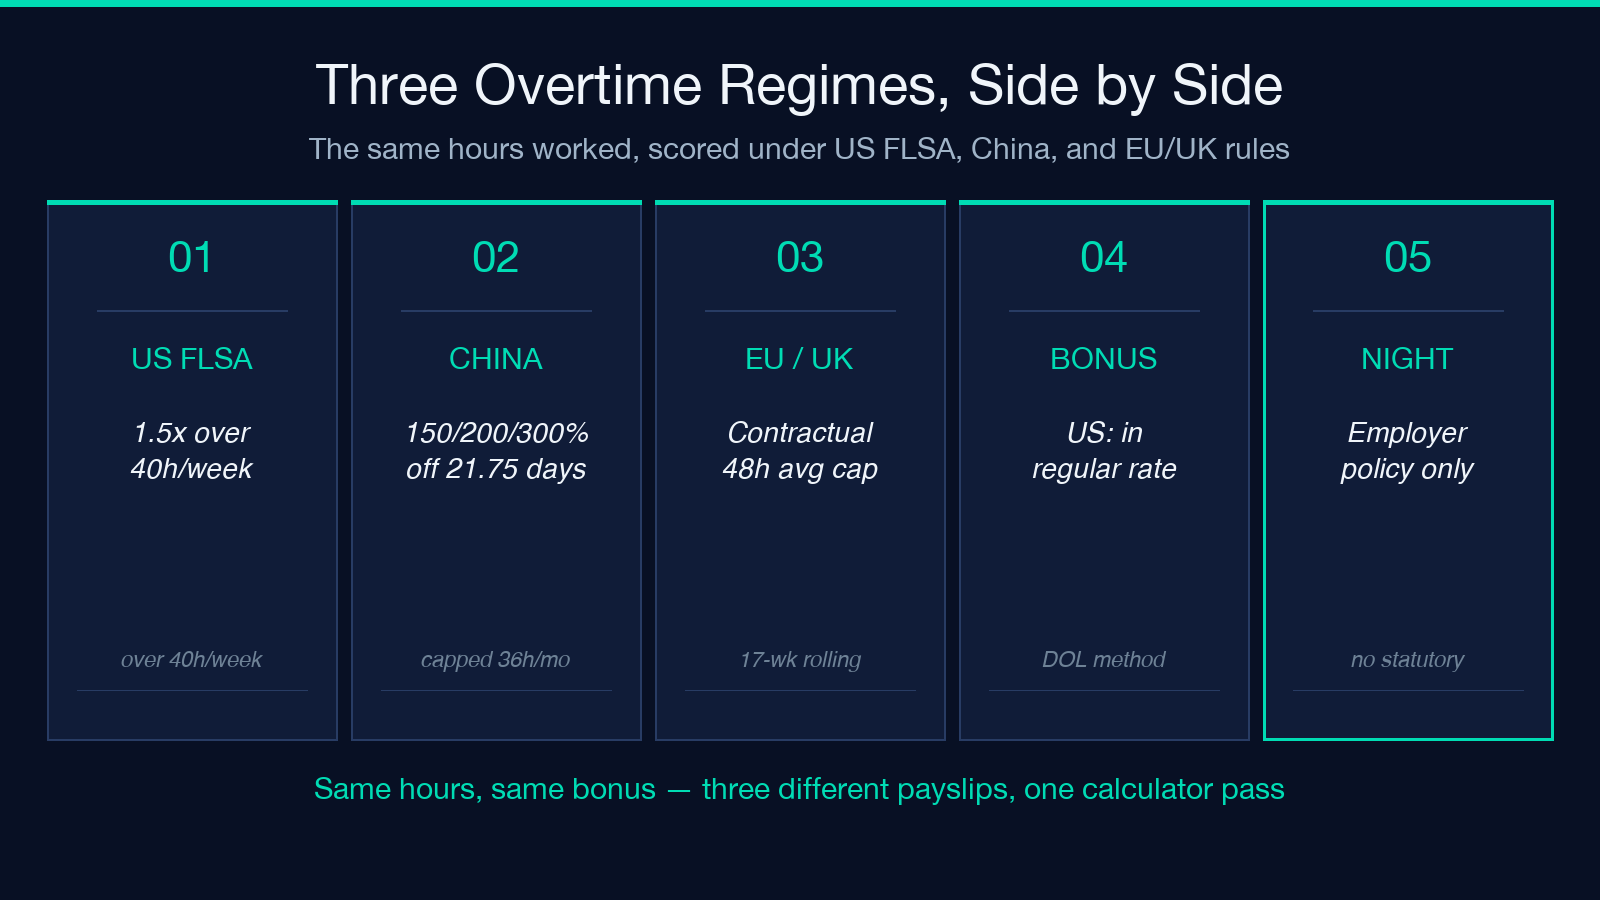 Three Overtime Regimes, Side by Side
The same hours worked, scored under US FLSA, China, and EU/UK rules
01
US FLSA
1.5x over
40h/week
over 40h/week
02
CHINA
150/200/300%
off 21.75 days
capped 36h/mo
03
EU / UK
Contractual
48h avg cap
17-wk rolling
04
BONUS
US: in
regular rate
DOL method
05
NIGHT
Employer
policy only
no statutory
Same hours, same bonus — three different payslips, one calculator pass